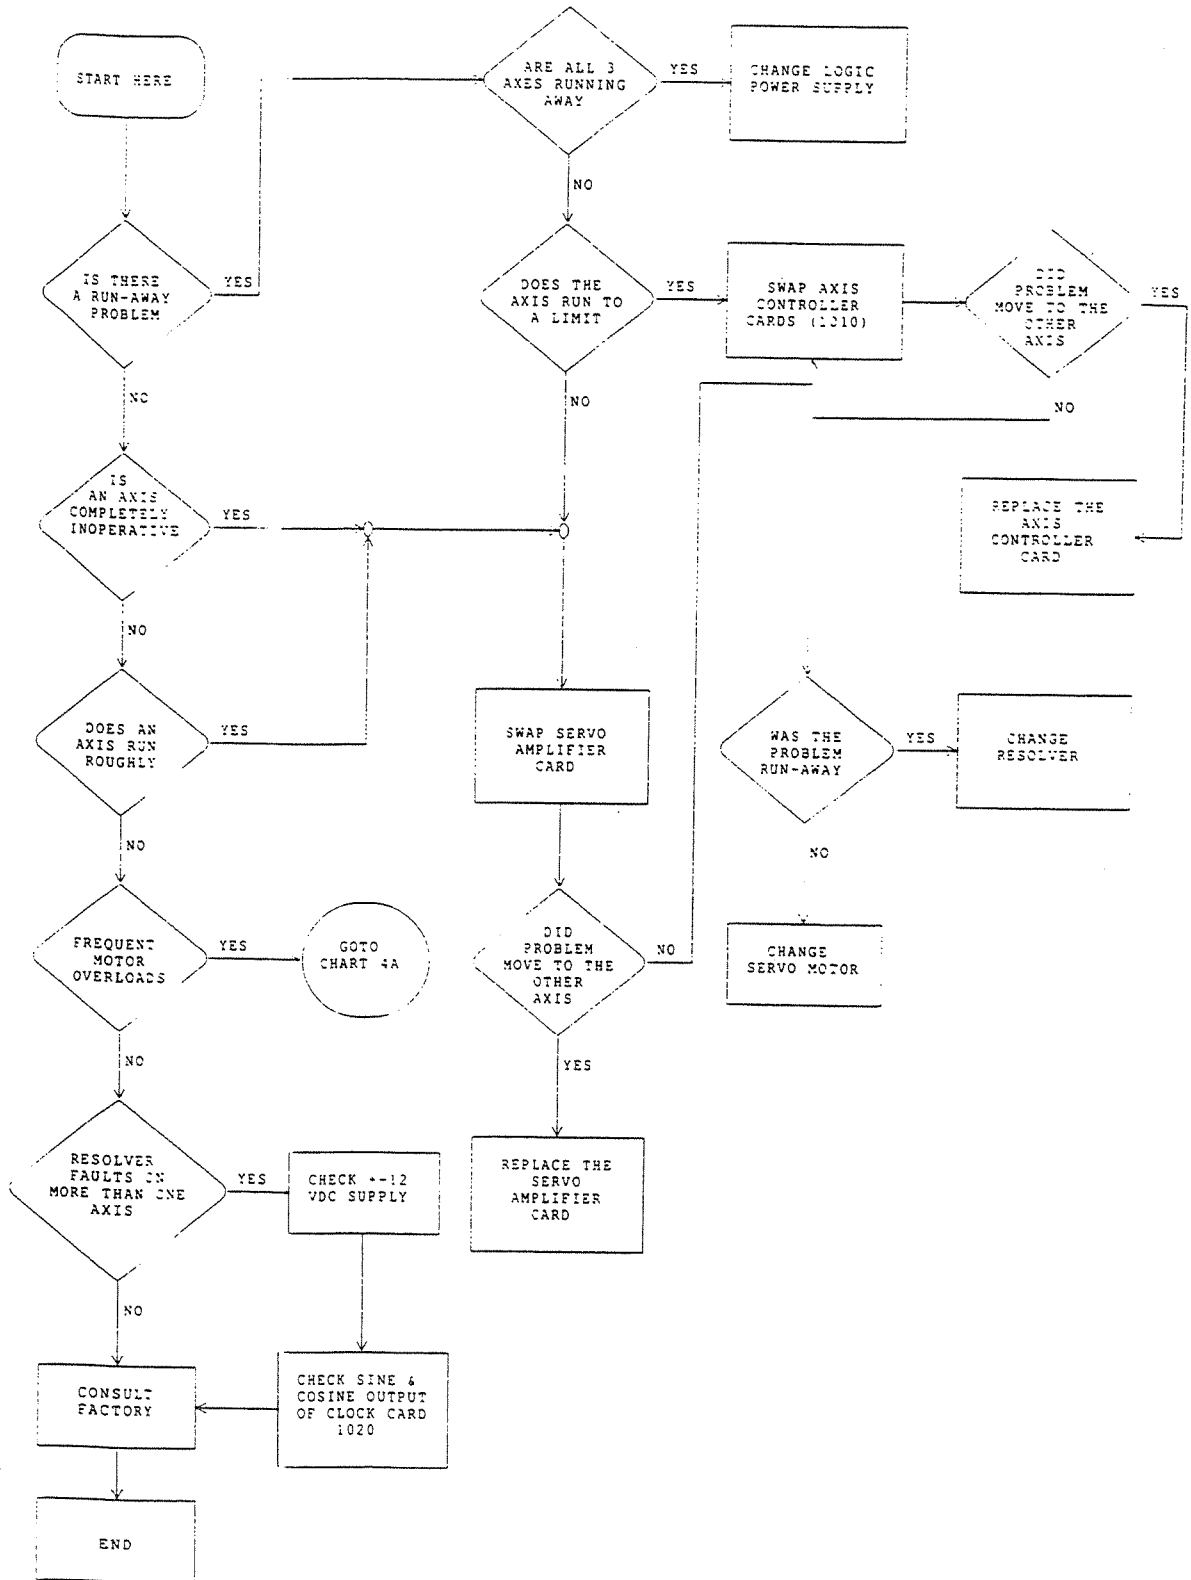 START HERE
IS THERE
A RUN-AWAY
PROBLEM
YES
NO
ARE ALL 3
AXES RUNNING
AWAY
YES
CHANGE LOGIC
POWER SUPPLY
NO
DOES THE
AXIS RUN TO
A LIMIT
YES
SWAP AXIS
CONTROLLER
CARDS (1010)
DID
PROBLEM
MOVE TO THE
OTHER
AXIS
YES
NO
NO
REPLACE THE
AXIS
CONTROLLER
CARD
IS
AN AXIS
COMPLETELY
INOPERATIVE
YES
NO
DOES AN
AXIS RUN
ROUGHLY
YES
NO
SWAP SERVO
AMPLIFIER
CARD
WAS THE
PROBLEM
RUN-AWAY
YES
CHANGE
RESOLVER
NO
CHANGE
SERVO MOTOR
FREQUENT
MOTOR
OVERLOADS
YES
GOTO
CHART 4A
NO
DID
PROBLEM
MOVE TO THE
OTHER
AXIS
NO
YES
REPLACE THE
SERVO
AMPLIFIER
CARD
RESOLVER
FAULTS ON
MORE THAN ONE
AXIS
YES
CHECK +-12
VDC SUPPLY
NO
CHECK SINE &
COSINE OUTPUT
OF CLOCK CARD
1020
CONSULT
FACTORY
END